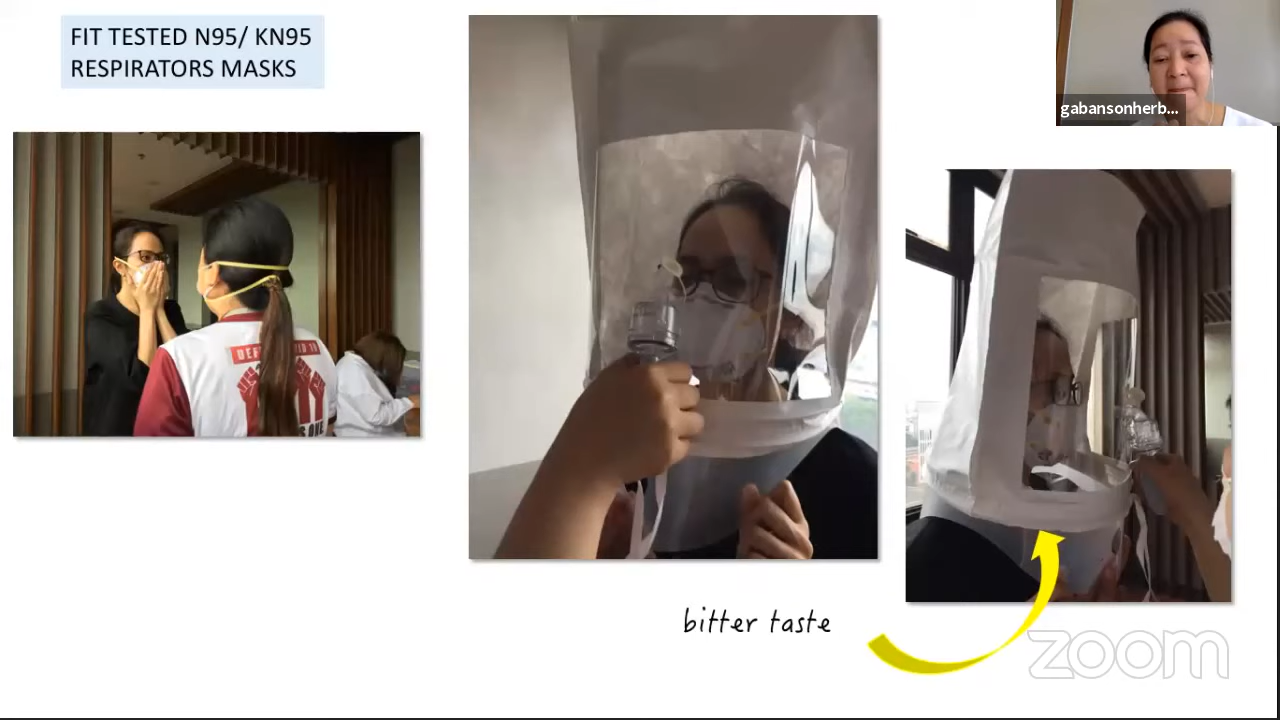 FIT TESTED N95/ KN95
RESPIRATORS MASKS
gabansonherb...
bitter taste
zoom